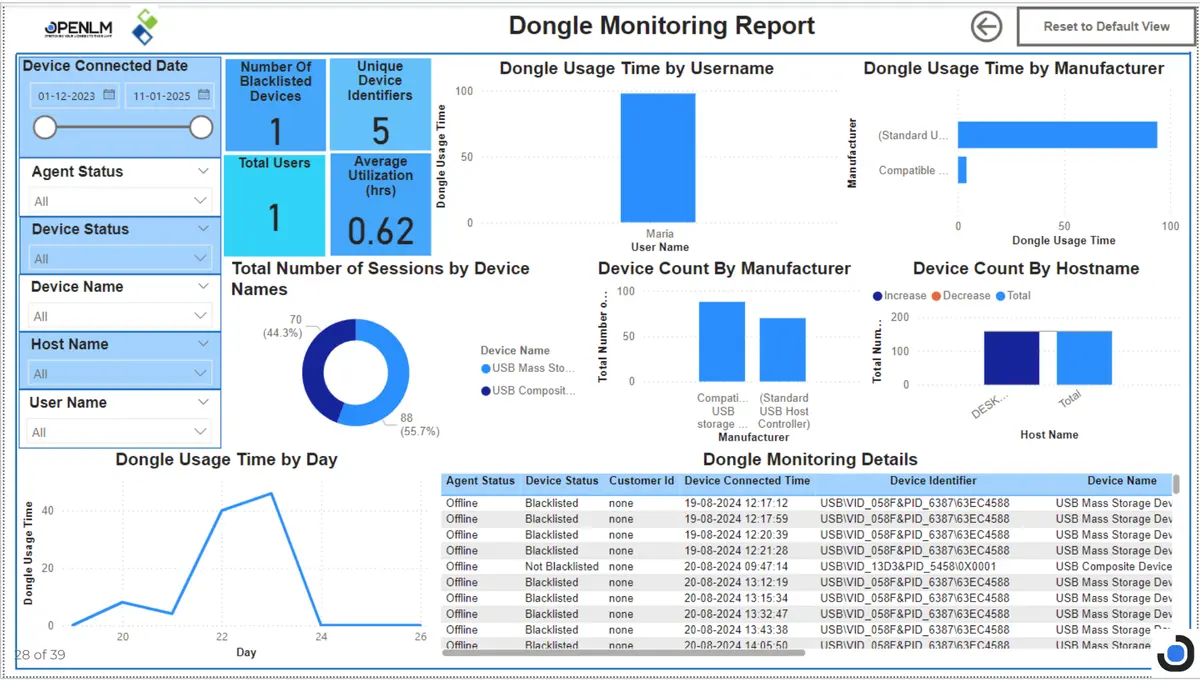 OPENLM
Dongle Monitoring Report
Reset to Default View
Device Connected Date
01-12-2023
11-01-2025
Agent Status
All
Device Status
All
Device Name
All
Host Name
All
User Name
All
Number Of
Blacklisted
Devices
1
Unique
Device
Identifiers
5
Total Users
1
Average
Utilization
(hrs)
0.62
Dongle Usage Time by Username
Dongle Usage Time
100
50
0
Maria
User Name
Dongle Usage Time by Manufacturer
Manufacturer
(Standard U...
Compatible ...
0 50 100
Dongle Usage Time
Total Number of Sessions by Device
Names
70
(44.3%)
88
(55.7%)
Device Name
USB Mass Sto...
USB Composit...
Device Count By Manufacturer
Total Number o...
100
50
0
Compati...
USB
storage ...
(Standard
USB Host
Controller)
Manufacturer
Device Count By Hostname
Increase Decrease Total
Total Num...
200
100
0
DESK...
Total
Host Name
Dongle Usage Time by Day
Dongle Usage Time
40
20
0
20 22 24 26
Day
Dongle Monitoring Details
Agent Status Device Status Customer Id Device Connected Time Device Identifier Device Name
Offline Blacklisted none 19-08-2024 12:17:12 USB\VID_058F&PID_6387\63EC4588 USB Mass Storage Dev
Offline Blacklisted none 19-08-2024 12:17:59 USB\VID_058F&PID_6387\63EC4588 USB Mass Storage Dev
Offline Blacklisted none 19-08-2024 12:20:39 USB\VID_058F&PID_6387\63EC4588 USB Mass Storage Dev
Offline Blacklisted none 19-08-2024 12:21:28 USB\VID_058F&PID_6387\63EC4588 USB Mass Storage Dev
Offline Not Blacklisted none 20-08-2024 09:47:14 USB\VID_13D3&PID_5458\0X0001 USB Composite Device
Offline Blacklisted none 20-08-2024 13:12:19 USB\VID_058F&PID_6387\63EC4588 USB Mass Storage Dev
Offline Blacklisted none 20-08-2024 13:15:34 USB\VID_058F&PID_6387\63EC4588 USB Mass Storage Dev
Offline Blacklisted none 20-08-2024 13:32:47 USB\VID_058F&PID_6387\63EC4588 USB Mass Storage Dev
Offline Blacklisted none 20-08-2024 13:43:38 USB\VID_058F&PID_6387\63EC4588 USB Mass Storage Dev
Offline Blacklisted none 20-08-2024 14:05:50 USB\VID_058F&PID_6387\63EC4588 USB Mass Storage
28 of 39